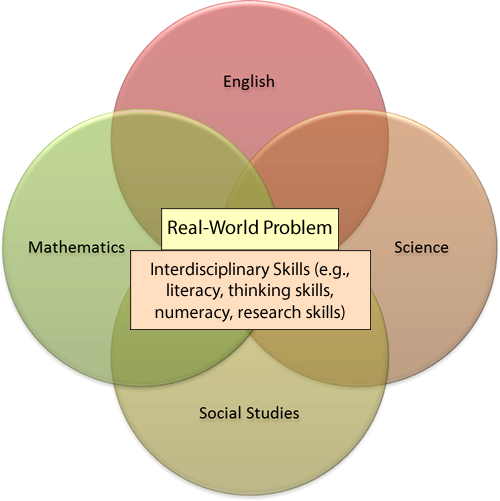 English
Real-World Problem
Mathematics
Science
Interdisciplinary Skills (e.g.,
literacy, thinking skills,
numeracy, research skills)
Social Studies